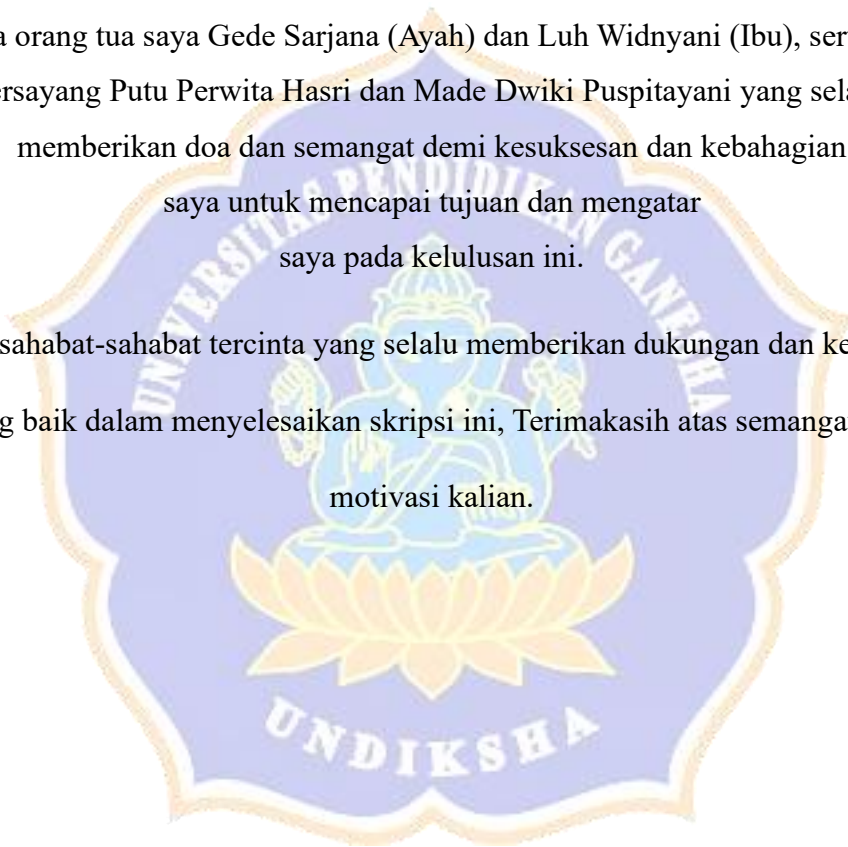 a orang tua saya Gede Sarjana (Ayah) dan Luh Widnyani (Ibu), ser
ersayang Putu Perwita Hasri dan Made Dwiki Puspitayani yang sela
memberikan doa dan semangat demi kesuksesan dan kebahagian
saya untuk mencapai tujuan dan mengatar
saya pada kelulusan ini.
sahabat-sahabat tercinta yang selalu memberikan dukungan dan ke
g baik dalam menyelesaikan skripsi ini, Terimakasih atas semanga
motivasi kalian.
UNIVERSITAS PENDIDIKAN GANESHA
UNDIKSHA